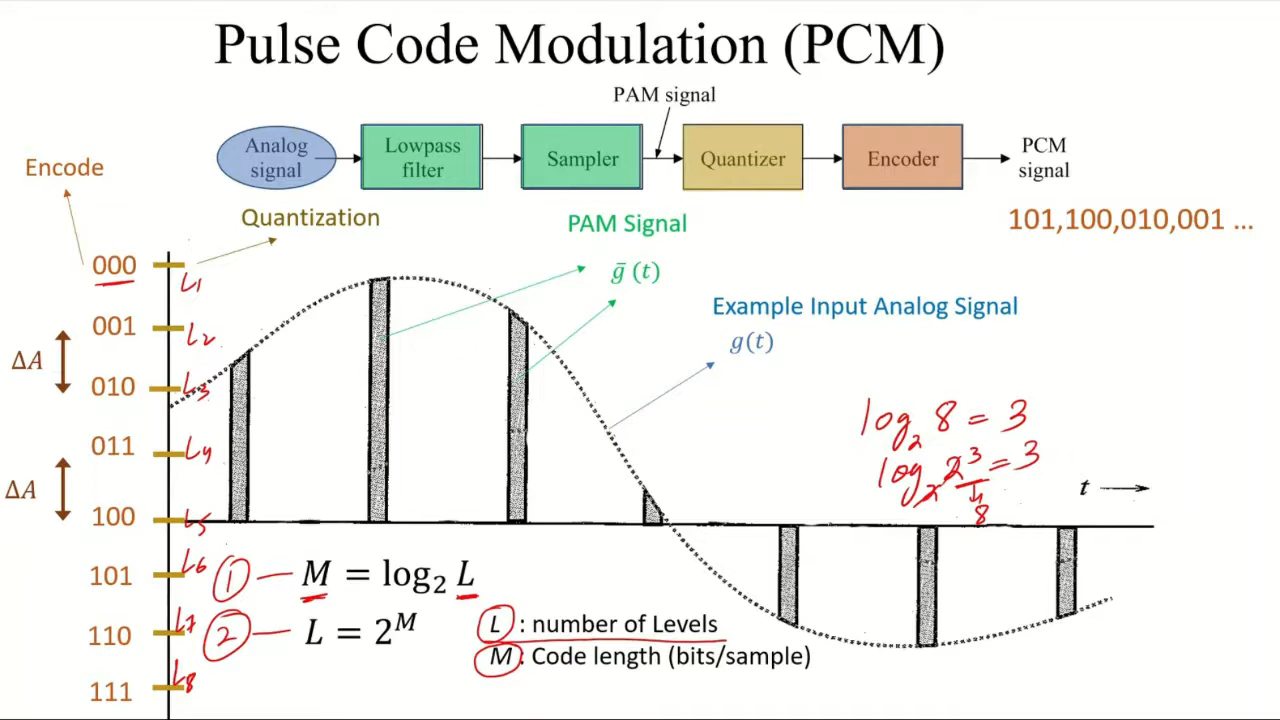 Pulse Code Modulation (PCM)
PAM signal
Analog
signal
Lowpass
filter
Sampler
Quantizer
Encoder
PCM
signal
Encode
Quantization
PAM Signal
101,100,010,001 ...
000
L1
ḡ (t)
Example Input Analog Signal
g(t)
001
L2
ΔA
010
L3
log₂ 8 = 3
011
L4
log₂ 2³ = 3
8
ΔA
t
100
L5
101
L6
1
M = log₂ L
110
L7
2
L = 2ᴹ
L : number of Levels
M : Code length (bits/sample)
111
L8